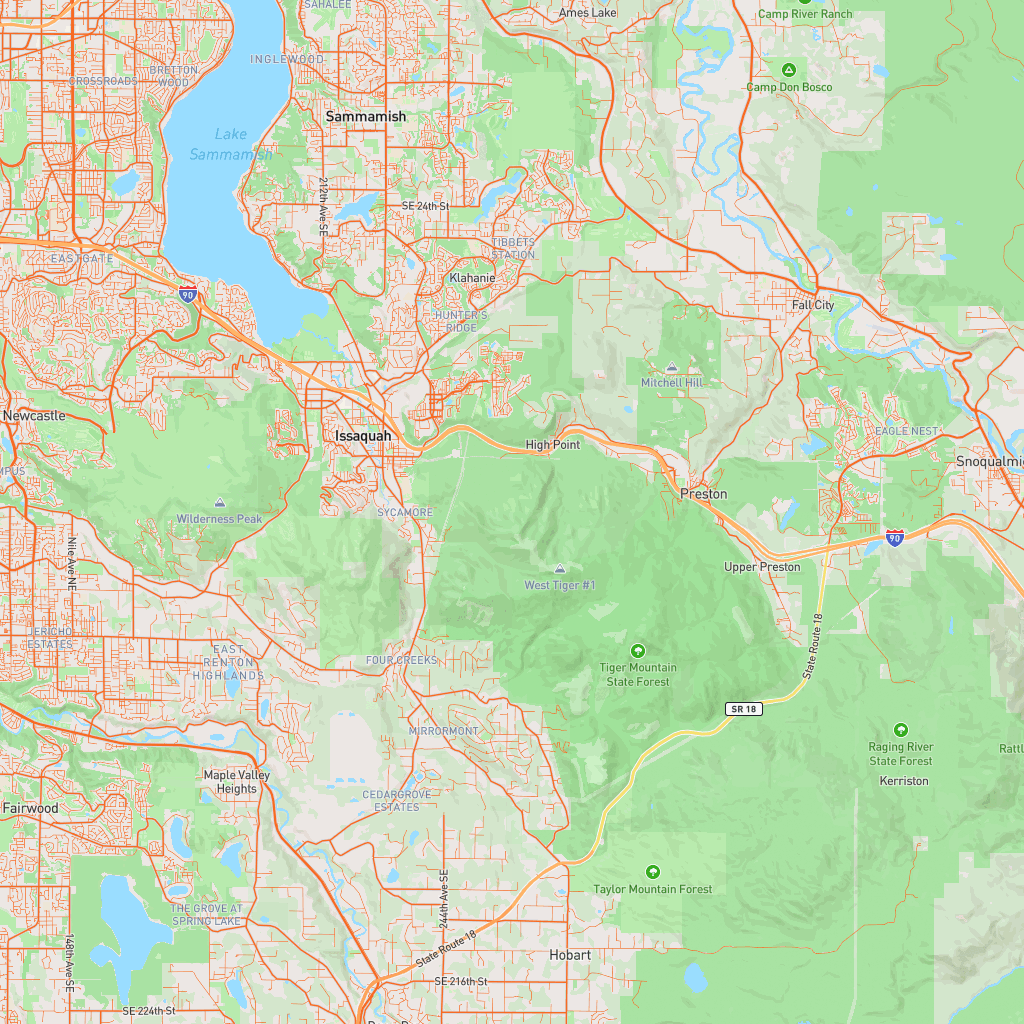 SAHALEE
Ames Lake
Camp River Ranch
INGLEWOOD
BRETTON
WOOD
CROSSROADS
Camp Don Bosco
Sammamish
Lake
Sammamish
212th Ave SE
SE 24th St
TIBBETS
STATION
EASTGATE
Klahanie
90
Fall City
HUNTER'S
RIDGE
Mitchell Hill
Newcastle
Issaquah
High Point
EAGLE NEST
Snoqualmie
MPUS
Preston
SYCAMORE
Wilderness Peak
90
Nile Ave NE
Upper Preston
West Tiger #1
State Route 18
JERICHO
ESTATES
EAST
RENTON
HIGHLANDS
FOUR CREEKS
Tiger Mountain
State Forest
SR 18
MIRRORMONT
Raging River
State Forest
Rattl
Kerriston
Maple Valley
Heights
CEDARGROVE
ESTATES
Fairwood
Taylor Mountain Forest
244th Ave SE
THE GROVE AT
SPRING LAKE
State Route 18
148th Ave SE
Hobart
SE 216th St
SE 224th St